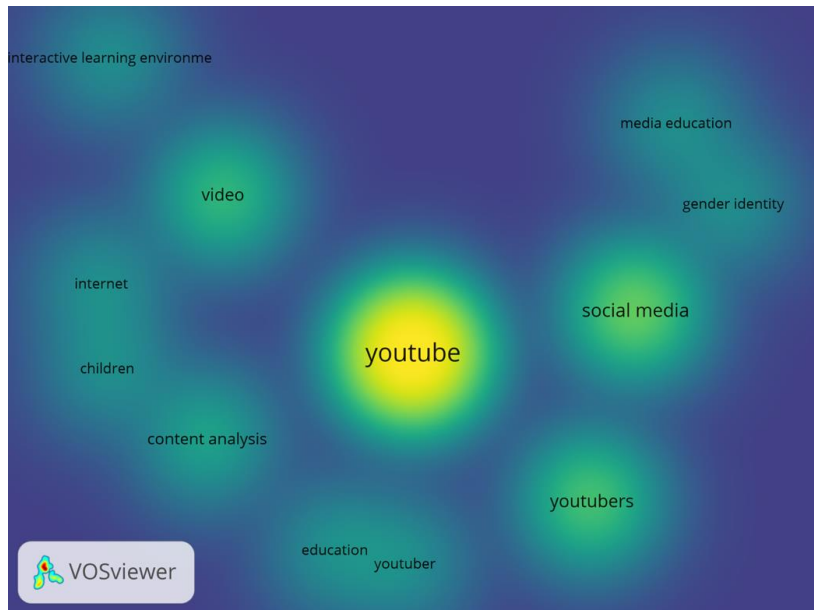 interactive learning environme
media education
video
gender identity
internet
social media
youtube
children
content analysis
youtubers
education
youtuber
VOSviewer